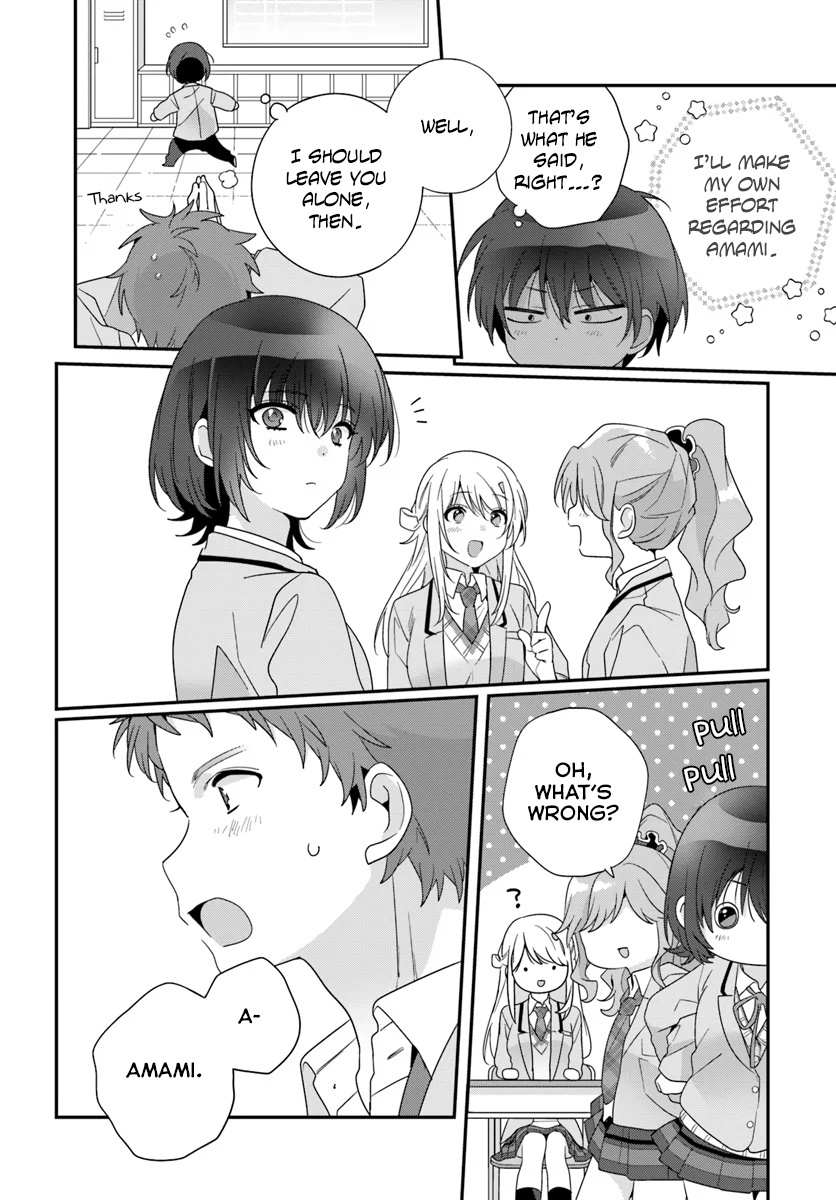 I'LL MAKE
MY OWN
EFFORT
REGARDING
AMAMI.
THAT'S
WHAT HE
SAID,
RIGHT...?
WELL,
I SHOULD
LEAVE YOU
ALONE,
THEN.
Thanks
pull
pull
OH,
WHAT'S
WRONG?
?
A-
AMAMI.